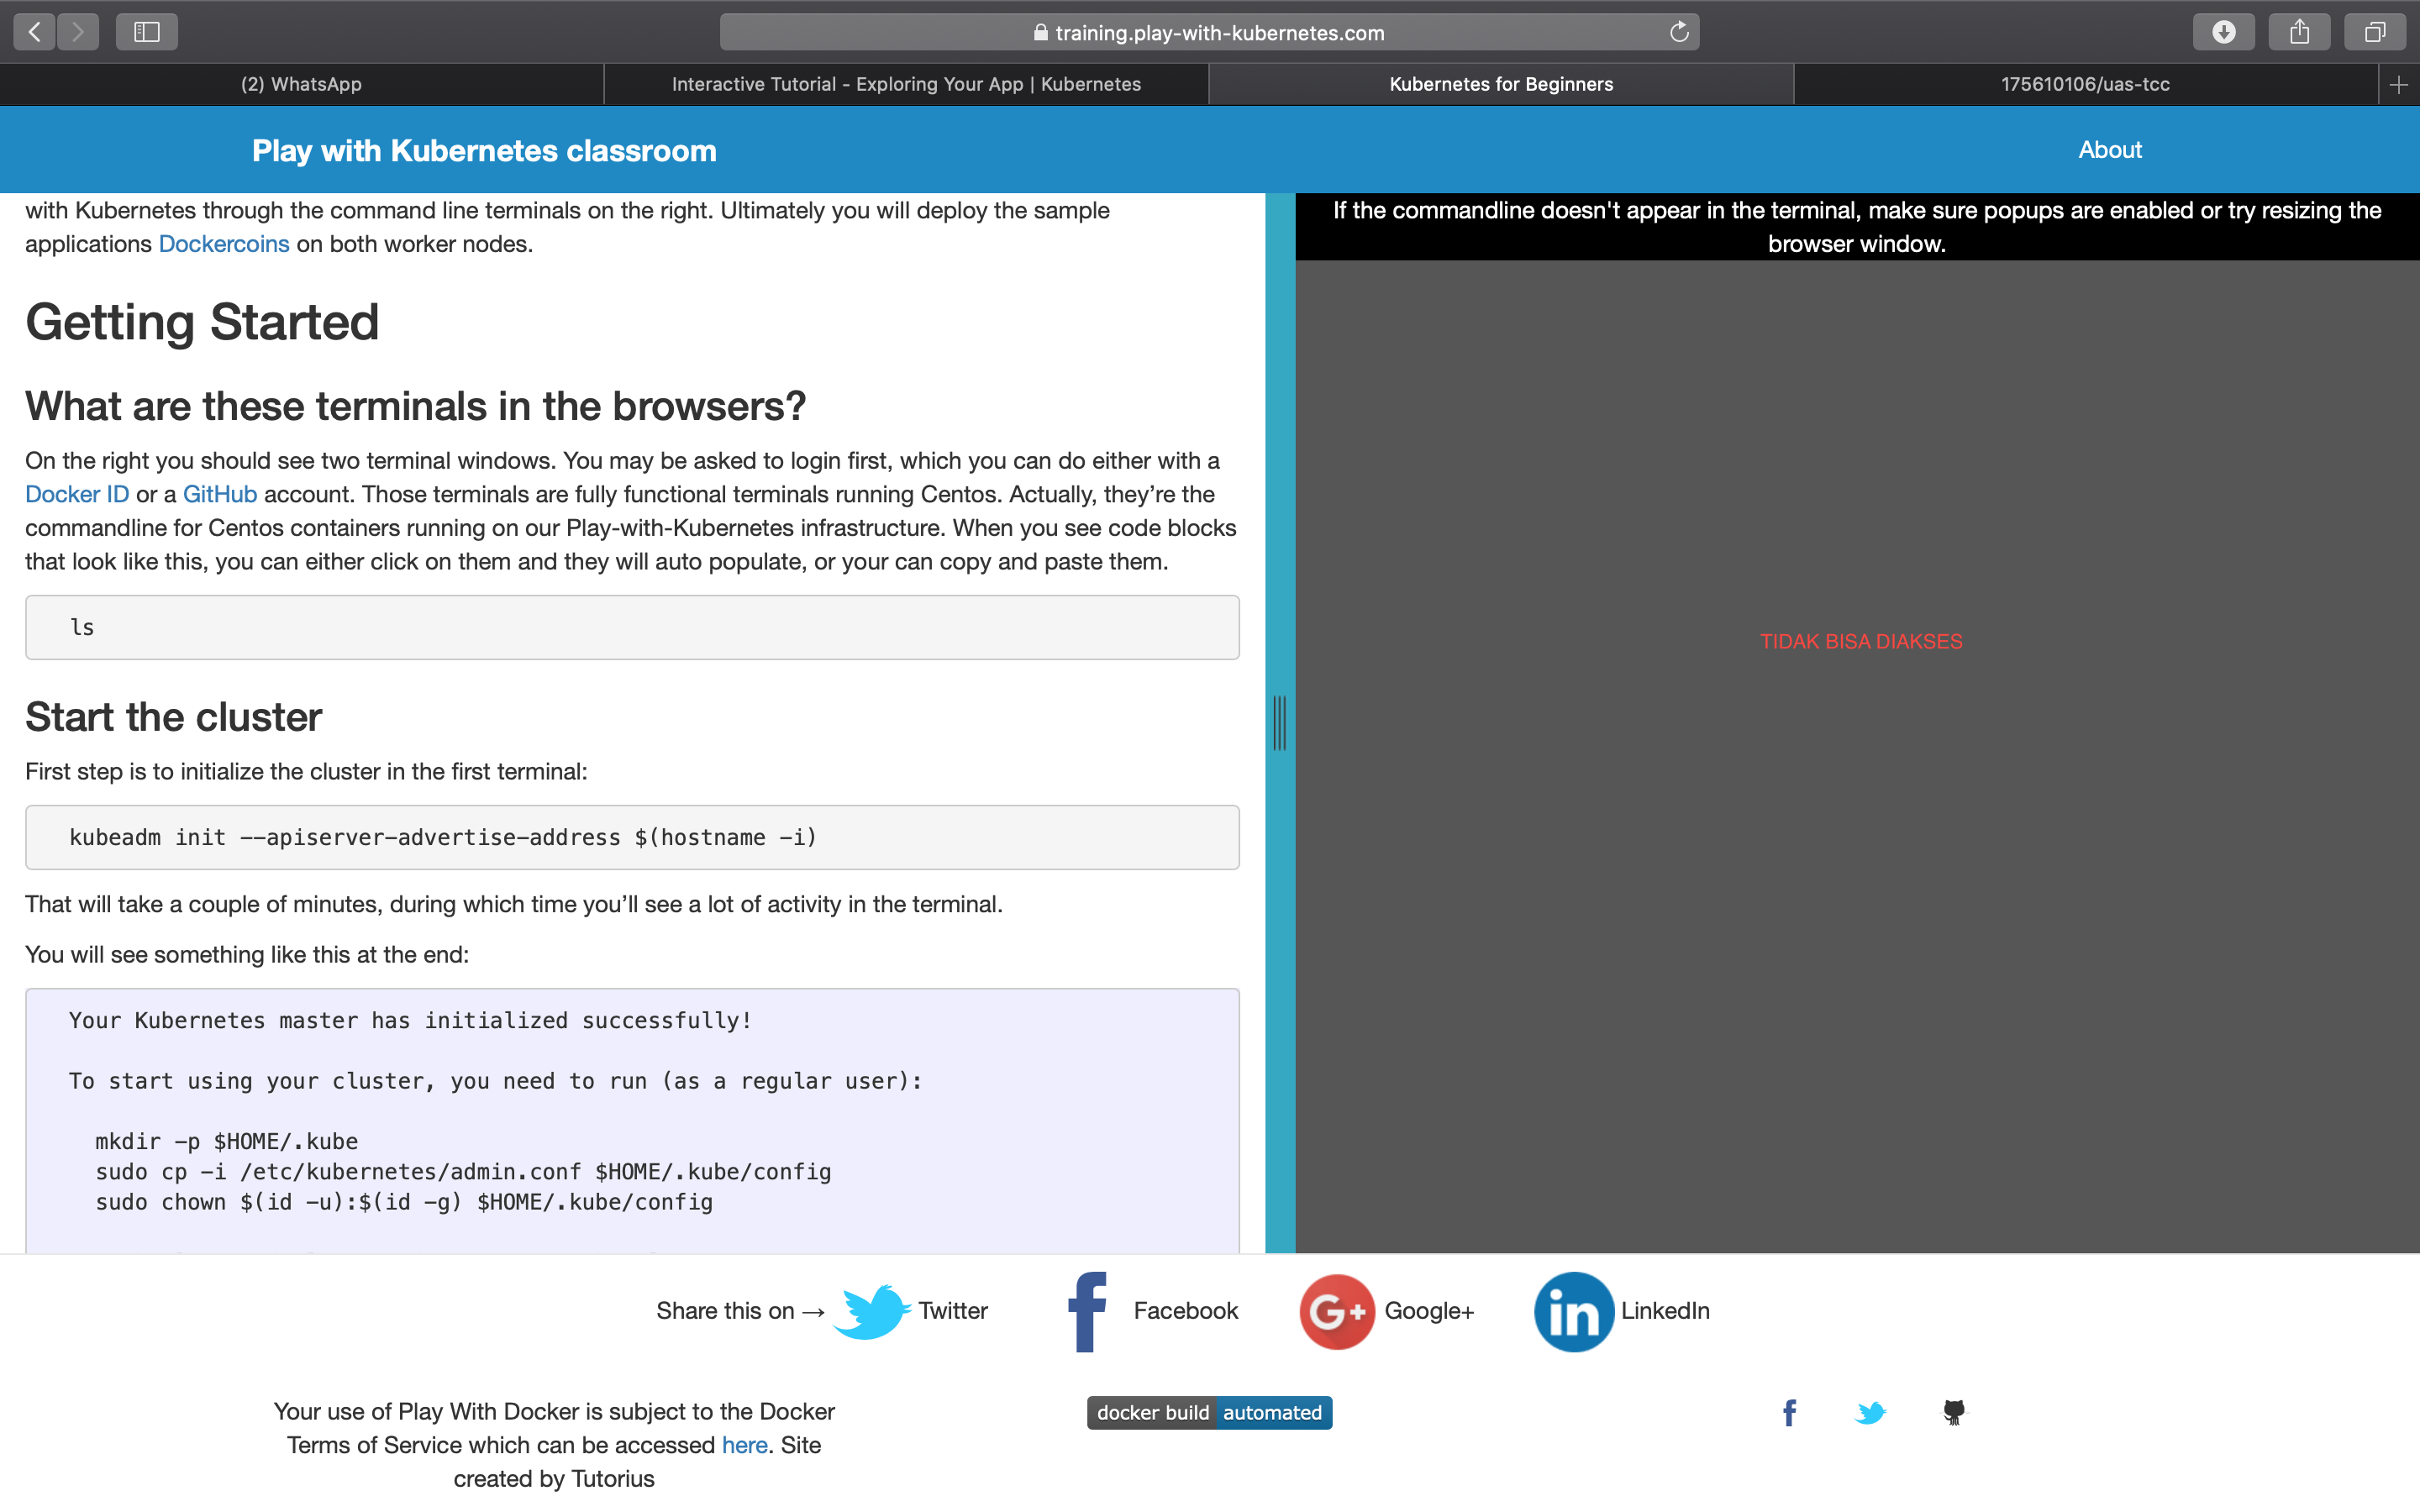 training.play-with-kubernetes.com
(2) WhatsApp
Interactive Tutorial - Exploring Your App | Kubernetes
Kubernetes for Beginners
175610106/uas-tcc
Play with Kubernetes classroom
About
with Kubernetes through the command line terminals on the right. Ultimately you will deploy the sample
applications Dockercoins on both worker nodes.
Getting Started
What are these terminals in the browsers?
On the right you should see two terminal windows. You may be asked to login first, which you can do either with a
Docker ID or a GitHub account. Those terminals are fully functional terminals running Centos. Actually, they’re the
commandline for Centos containers running on our Play-with-Kubernetes infrastructure. When you see code blocks
that look like this, you can either click on them and they will auto populate, or your can copy and paste them.
ls
Start the cluster
First step is to initialize the cluster in the first terminal:
kubeadm init --apiserver-advertise-address $(hostname -i)
That will take a couple of minutes, during which time you’ll see a lot of activity in the terminal.
You will see something like this at the end:
Your Kubernetes master has initialized successfully!
To start using your cluster, you need to run (as a regular user):
mkdir -p $HOME/.kube
sudo cp -i /etc/kubernetes/admin.conf $HOME/.kube/config
sudo chown $(id -u):$(id -g) $HOME/.kube/config
If the commandline doesn't appear in the terminal, make sure popups are enabled or try resizing the
browser window.
TIDAK BISA DIAKSES
Share this on → Twitter
Facebook
G+ Google+
in LinkedIn
Your use of Play With Docker is subject to the Docker
Terms of Service which can be accessed here. Site
created by Tutorius
docker build automated